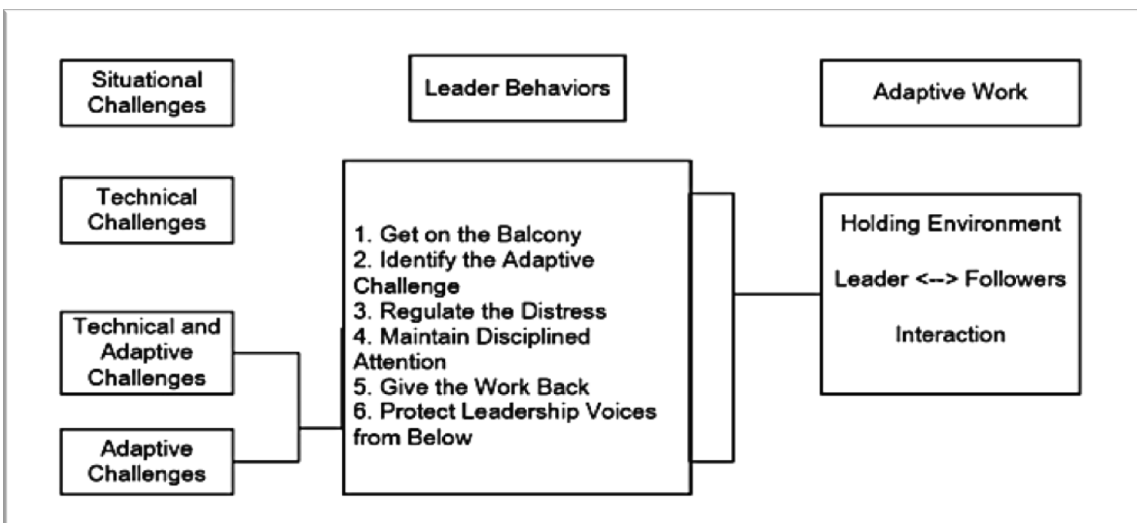 Situational
Challenges
Leader Behaviors
Adaptive Work
Technical
Challenges
Technical and
Adaptive
Challenges
Adaptive
Challenges
1. Get on the Balcony
2. Identify the Adaptive
Challenge
3. Regulate the Distress
4. Maintain Disciplined
Attention
5. Give the Work Back
6. Protect Leadership Voices
from Below
Holding Environment
Leader <--> Followers
Interaction